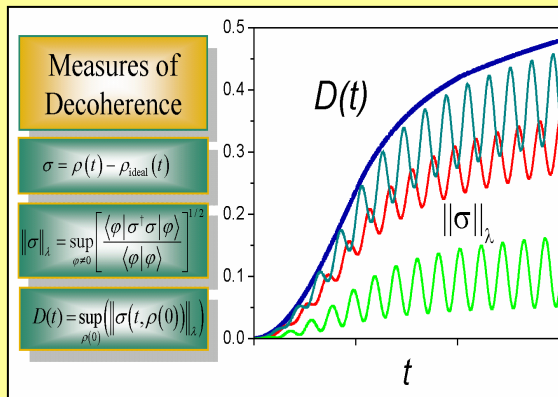 Measures of
Decoherence
σ = ρ(t) − ρ_ideal(t)
‖σ‖_λ = sup_{φ≠0} [⟨φ|σ†σ|φ⟩ / ⟨φ|φ⟩]^{1/2}
D(t) = sup_{ρ(0)} (‖σ(t, ρ(0))‖_λ)
0.5
0.4
0.3
0.2
0.1
0.0
D(t)
‖σ‖_λ
t